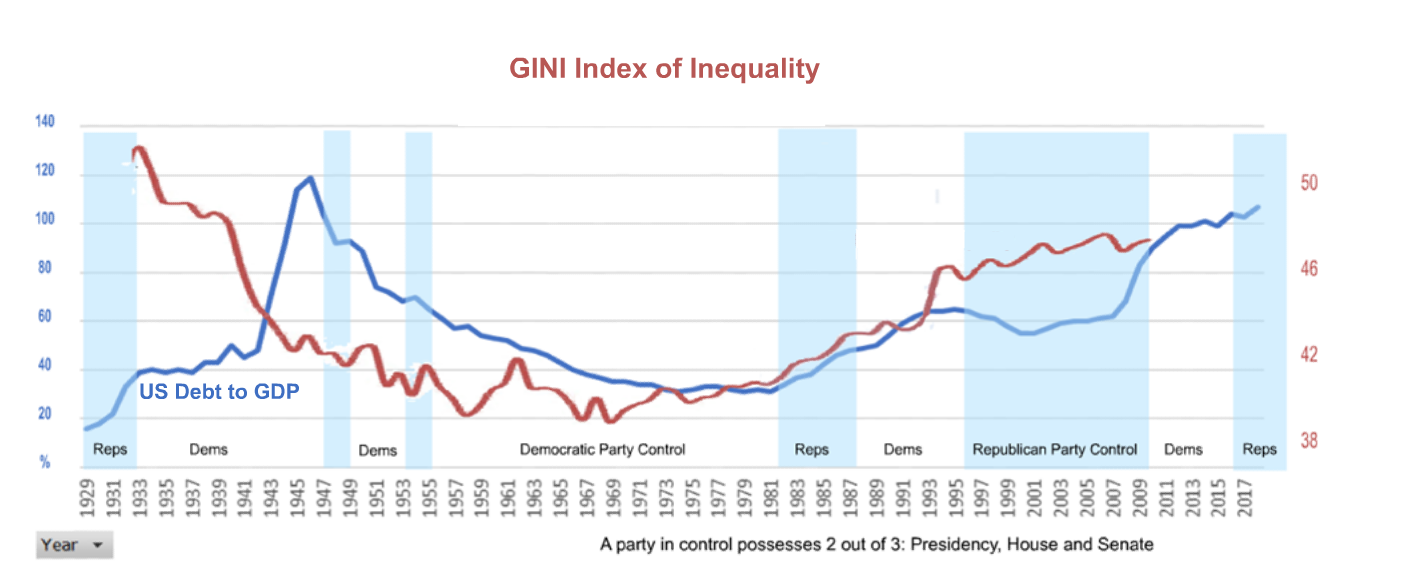 GINI Index of Inequality
140
120
100
80
60
40
20
%
50
46
42
38
US Debt to GDP
Reps Dems Dems Democratic Party Control Reps Dems Republican Party Control Dems Reps
1929 1931 1933 1935 1937 1939 1941 1943 1945 1947 1949 1951 1953 1955 1957 1959 1961 1963 1965 1967 1969 1971 1973 1975 1977 1979 1981 1983 1985 1987 1989 1991 1993 1995 1997 1999 2001 2003 2005 2007 2009 2011 2013 2015 2017
Year
A party in control possesses 2 out of 3: Presidency, House and Senate